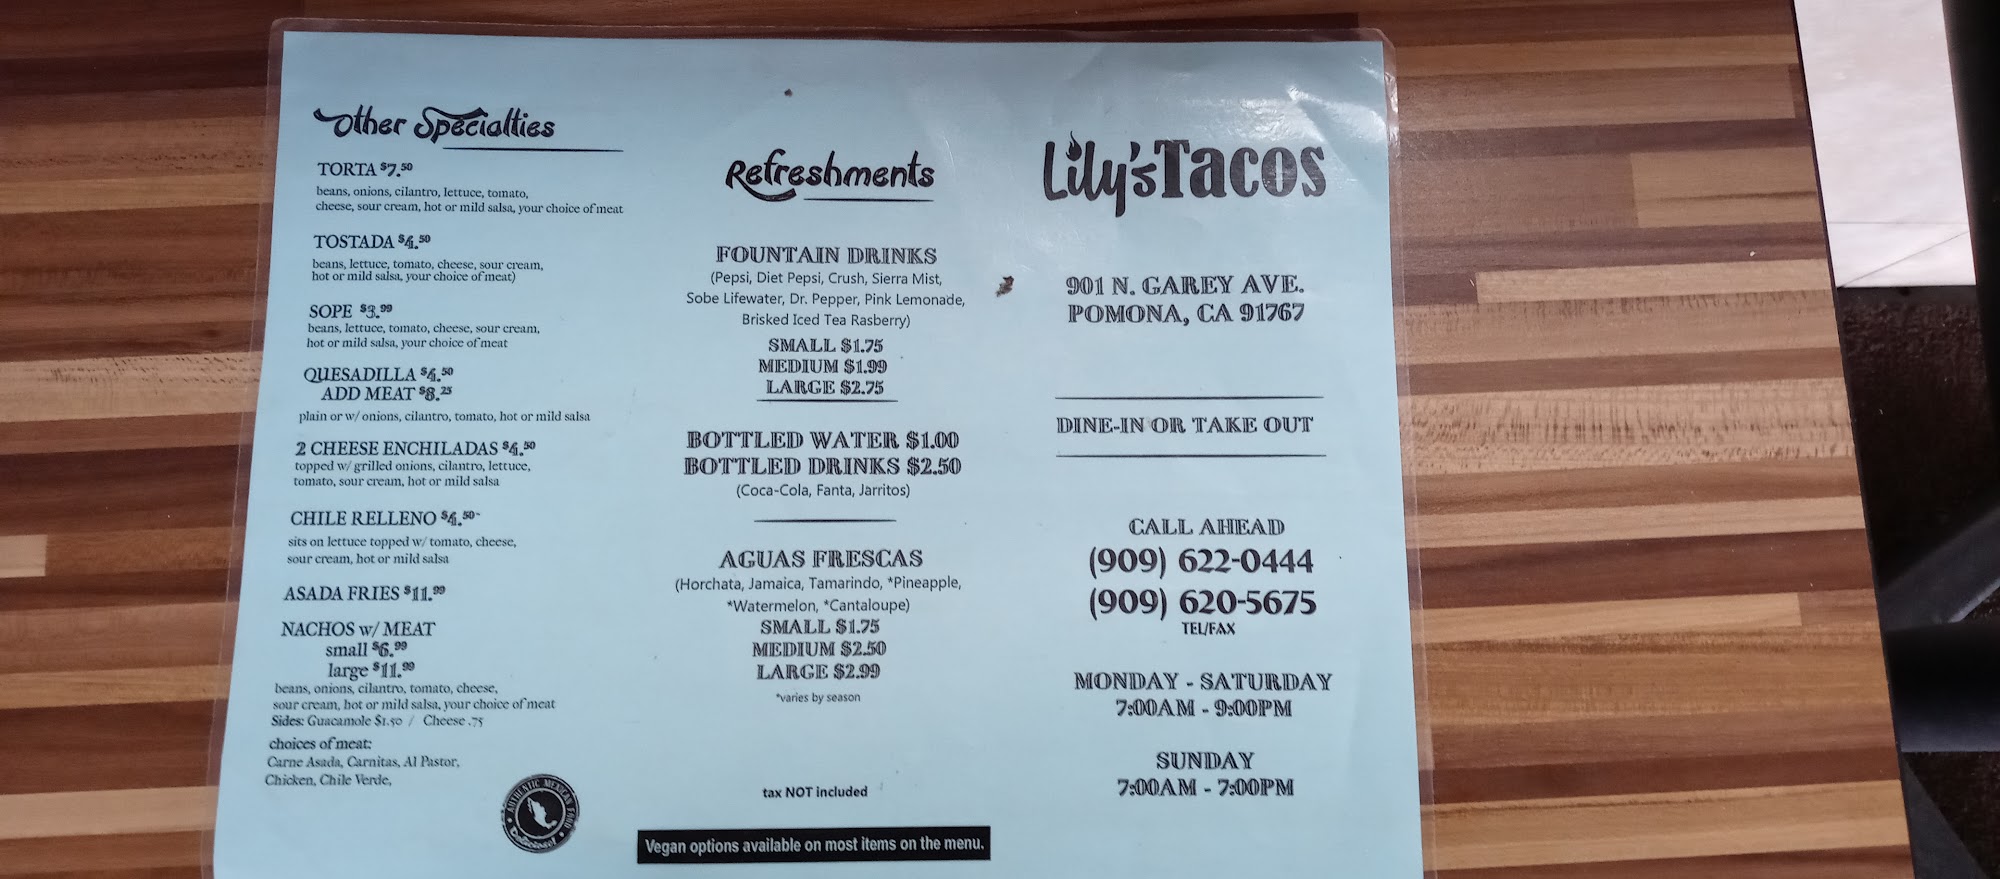 Other Specialties
TORTA $7.50
beans, onions, cilantro, lettuce, tomato,
cheese, sour cream, hot or mild salsa, your choice of meat
TOSTADA $4.50
beans, lettuce, tomato, cheese, sour cream,
hot or mild salsa, your choice of meat)
SOPE $3.99
beans, lettuce, tomato, cheese, sour cream,
hot or mild salsa, your choice of meat
QUESADILLA $4.50
ADD MEAT $8.25
plain or w/ onions, cilantro, tomato, hot or mild salsa
2 CHEESE ENCHILADAS $4.50
topped w/ grilled onions, cilantro, lettuce,
tomato, sour cream, hot or mild salsa
CHILE RELLENO $4.50-
sits on lettuce topped w/ tomato, cheese,
sour cream, hot or mild salsa
ASADA FRIES $11.99
NACHOS w/ MEAT
small $6.99
large $11.99
beans, onions, cilantro, tomato, cheese,
sour cream, hot or mild salsa, your choice of meat
Sides: Guacamole $1.50 / Cheese .75
choices of meat:
Carne Asada, Carnitas, Al Pastor,
Chicken, Chile Verde,
AUTHENTIC MEXICAN FOOD
Delicioso!
Refreshments
FOUNTAIN DRINKS
(Pepsi, Diet Pepsi, Crush, Sierra Mist,
Sobe Lifewater, Dr. Pepper, Pink Lemonade,
Brisked Iced Tea Rasberry)
SMALL $1.75
MEDIUM $1.99
LARGE $2.75
BOTTLED WATER $1.00
BOTTLED DRINKS $2.50
(Coca-Cola, Fanta, Jarritos)
AGUAS FRESCAS
(Horchata, Jamaica, Tamarindo, *Pineapple,
*Watermelon, *Cantaloupe)
SMALL $1.75
MEDIUM $2.50
LARGE $2.99
*varies by season
tax NOT included
Vegan options available on most items on the menu.
Lily's Tacos
901 N. GAREY AVE.
POMONA, CA 91767
DINE-IN OR TAKE OUT
CALL AHEAD
(909) 622-0444
(909) 620-5675
TEL/FAX
MONDAY - SATURDAY
7:00AM - 9:00PM
SUNDAY
7:00AM - 7:00PM